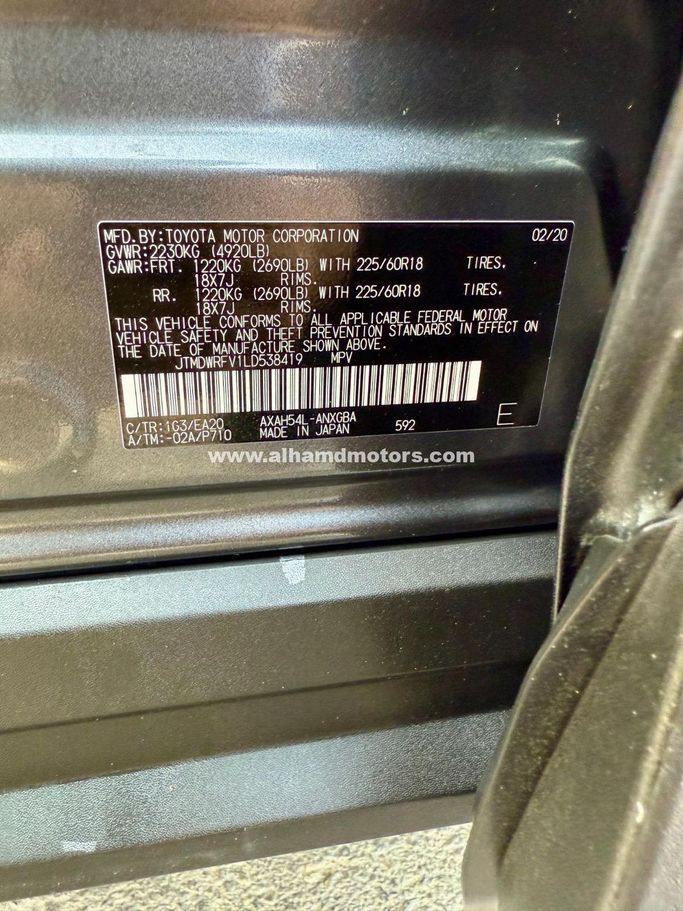 MFD.BY:TOYOTA MOTOR CORPORATION 02/20
GVWR:2230KG (4920LB)
GAWR:FRT. 1220KG (2690LB) WITH 225/60R18 TIRES,
18X7J RIMS.
RR. 1220KG (2690LB) WITH 225/60R18 TIRES,
18X7J RIMS.
THIS VEHICLE CONFORMS TO ALL APPLICABLE FEDERAL MOTOR
VEHICLE SAFETY AND THEFT PREVENTION STANDARDS IN EFFECT ON
THE DATE OF MANUFACTURE SHOWN ABOVE.
JTMDWRFV1LD538419 MPV
C/TR:1G3/EA20 AXAH54L-ANXGBA 592 E
A/TM:-02A/P710 MADE IN JAPAN
www.alhamdmotors.com